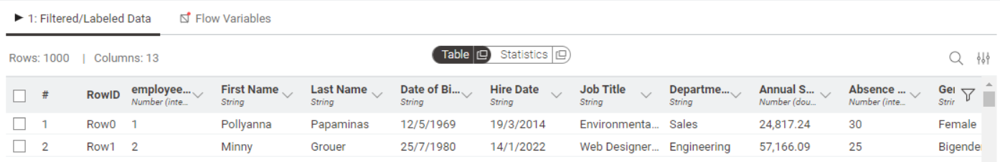 1: Filtered/Labeled Data Flow Variables
Rows: 1000 | Columns: 13 Table Statistics
# RowID employee... First Name Last Name Date of Bi... Hire Date Job Title Departme... Annual S... Absence ... Ge
Number (inte... String String String String String String Number (dou... Number (inte... Strir
1 Row0 1 Pollyanna Papaminas 12/5/1969 19/3/2014 Environmenta... Sales 24,817.24 30 Female
2 Row1 2 Minny Grouer 25/7/1980 14/1/2022 Web Designer... Engineering 57,166.09 25 Bigende